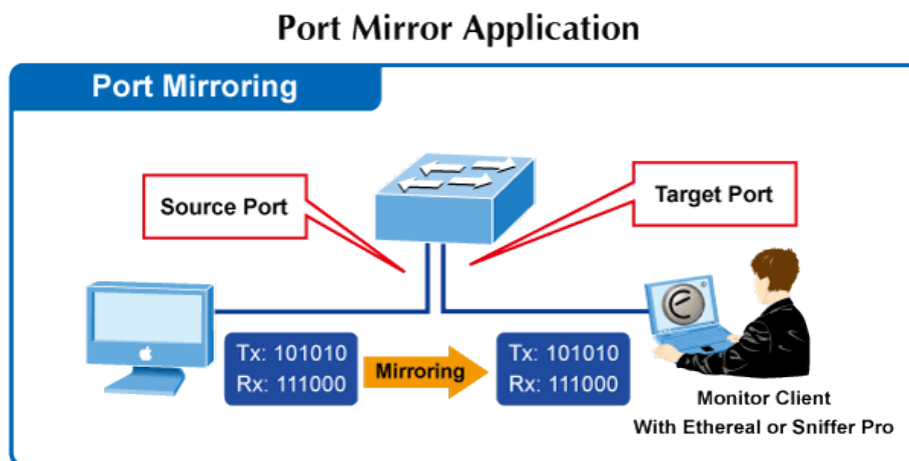 Port Mirror Application
Port Mirroring
Source Port
Target Port
Tx: 101010
Rx: 111000
Mirroring
Tx: 101010
Rx: 111000
Monitor Client
With Ethereal or Sniffer Pro